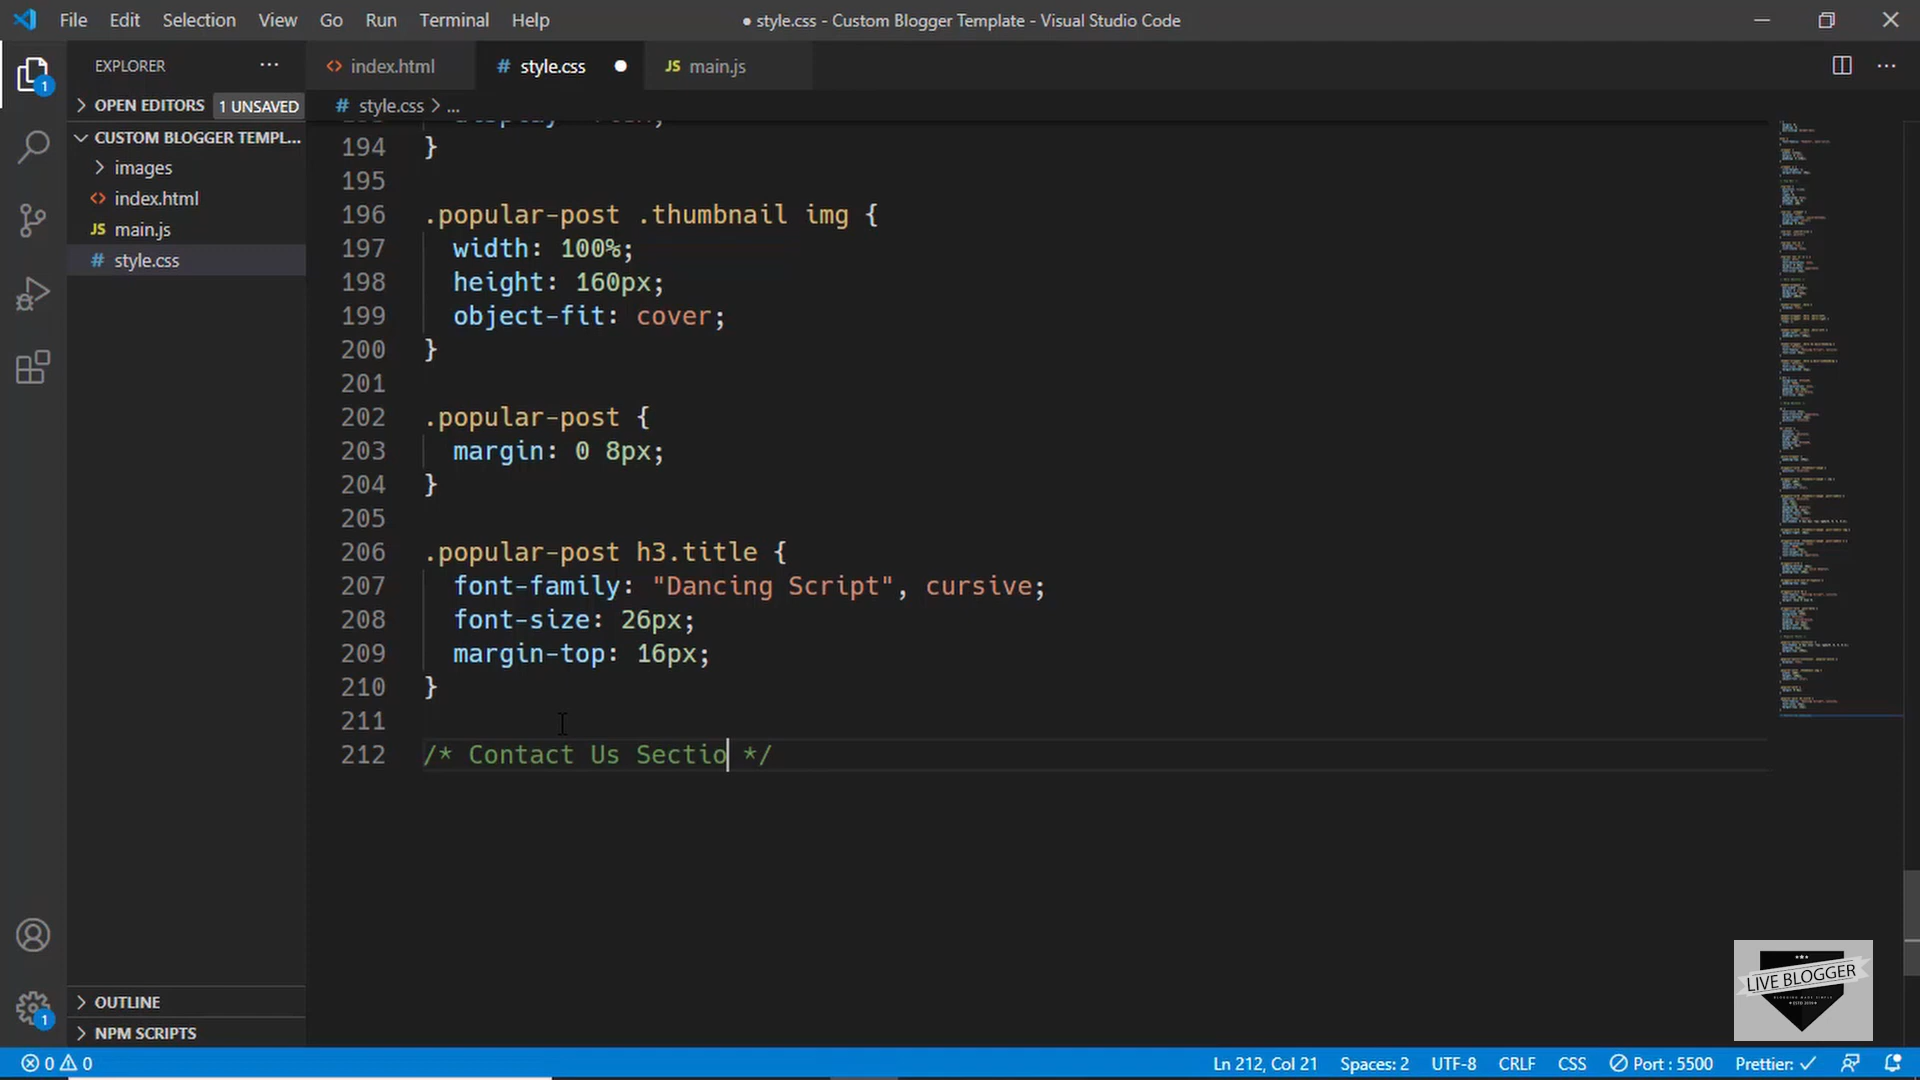 File Edit Selection View Go Run Terminal Help
● style.css - Custom Blogger Template - Visual Studio Code
EXPLORER
index.html
style.css
main.js
OPEN EDITORS 1 UNSAVED
style.css > ...
CUSTOM BLOGGER TEMPL...
images
index.html
main.js
style.css
194 }
195
196 .popular-post .thumbnail img {
197 width: 100%;
198 height: 160px;
199 object-fit: cover;
200 }
201
202 .popular-post {
203 margin: 0 8px;
204 }
205
206 .popular-post h3.title {
207 font-family: "Dancing Script", cursive;
208 font-size: 26px;
209 margin-top: 16px;
210 }
211
212 /* Contact Us Sectio */
OUTLINE
NPM SCRIPTS
LIVE BLOGGER
0 0
Ln 212, Col 21 Spaces: 2 UTF-8 CRLF CSS Port : 5500 Prettier: ✓